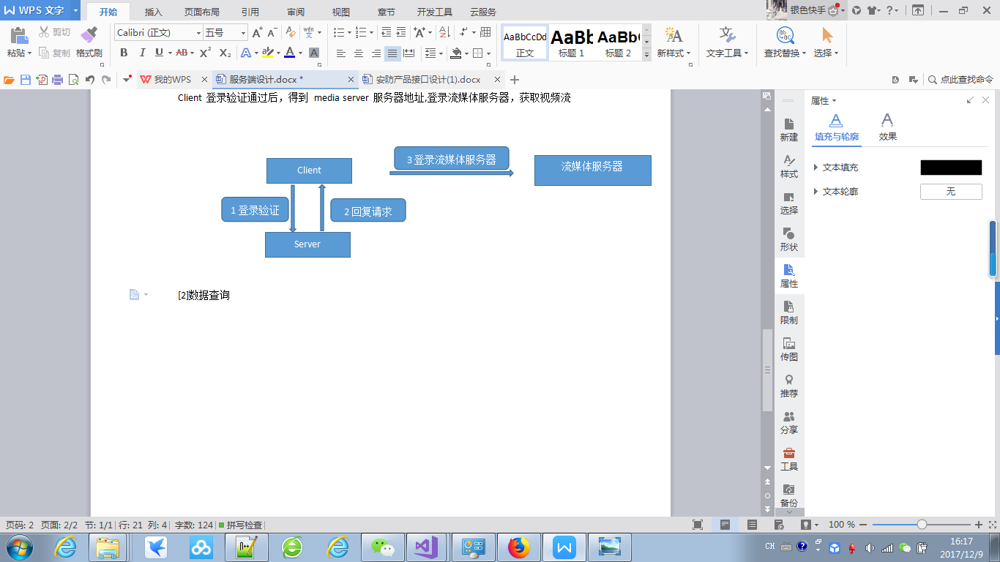 WPS 文字 开始 插入 页面布局 引用 审阅 视图 章节 开发工具 云服务 银色快手
粘贴 剪切 复制 格式刷 Calibri (正文) 五号 wén
B I U AB X² X₂ A
AaBbCcDd 正文 AaBb 标题 1 AaBb 标题 2 新样式 文字工具 查找替换 选择
我的WPS 服务端设计.docx * 安防产品接口设计(1).docx 点此查找命令
Client 登录验证通过后，得到 media server 服务器地址,登录流媒体服务器，获取视频流
3 登录流媒体服务器
流媒体服务器
Client
1 登录验证
2 回复请求
Server
[2]数据查询
新建
样式
选择
形状
属性
限制
传图
推荐
分享
工具
备份
属性
填充与轮廓 效果
文本填充
文本轮廓 无
页码: 2 页面: 2/2 节: 1/1 行: 21 列: 4 字数: 124 拼写检查 100 %
CH 16:17
2017/12/9